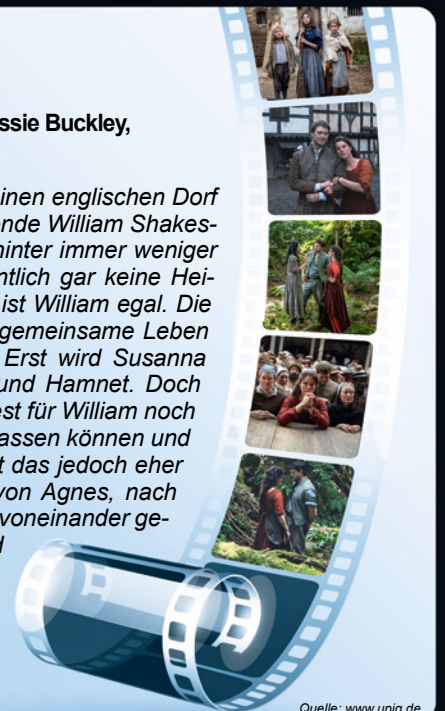 ssie Buckley,
inen englischen Dorf
ende William Shakes-
hinter immer weniger
ntlich gar keine Hei-
ist William egal. Die
gemeinsame Leben
Erst wird Susanna
und Hamnet. Doch
est für William noch
assen können und
t das jedoch eher
von Agnes, nach
voneinander ge-
Quelle: www.upig.de